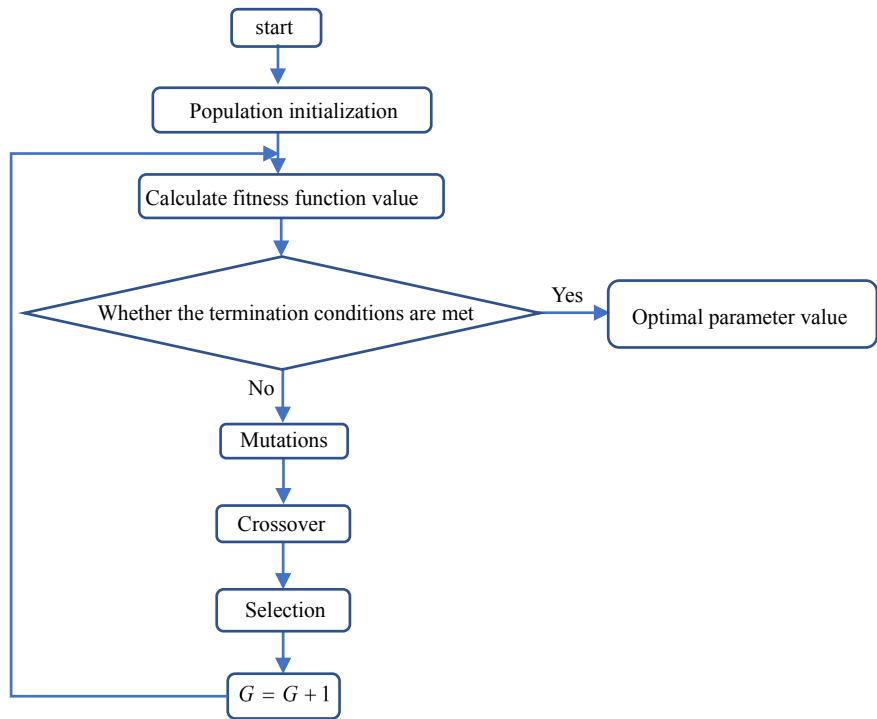 start
Population initialization
Calculate fitness function value
Whether the termination conditions are met
Yes
Optimal parameter value
No
Mutations
Crossover
Selection
G = G + 1